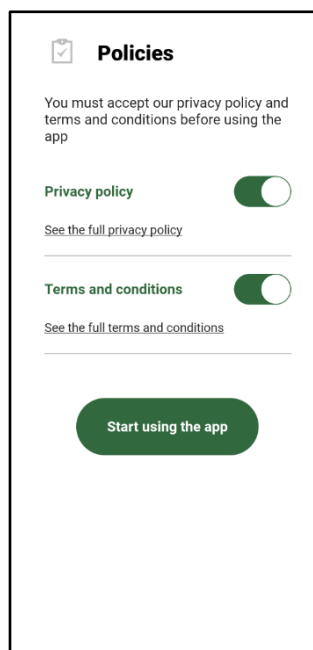 Policies
You must accept our privacy policy and
terms and conditions before using the
app
Privacy policy
See the full privacy policy
Terms and conditions
See the full terms and conditions
Start using the app